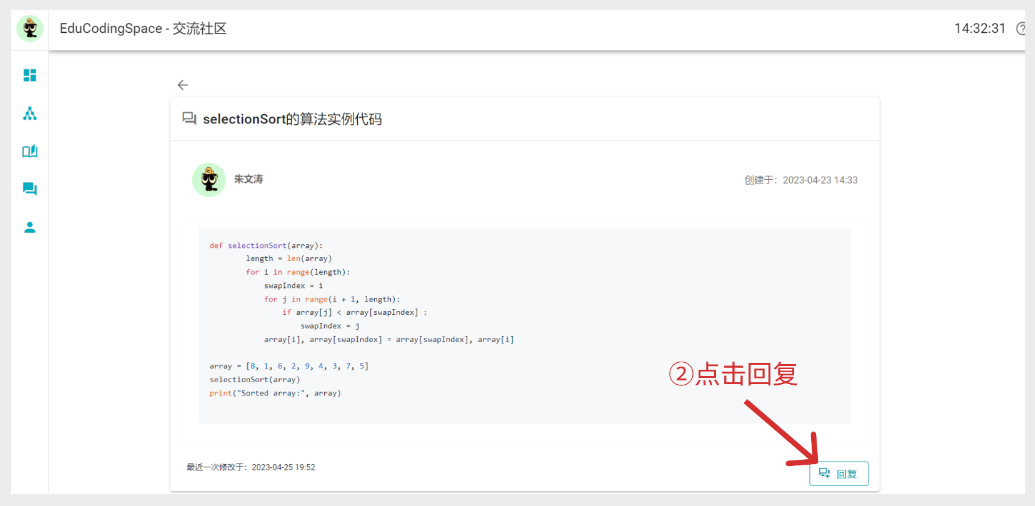 EduCodingSpace - 交流社区
14:32:31
selectionSort的算法实例代码
朱文涛
创建于：2023-04-23 14:33
def selectionSort(array):
length = len(array)
for i in range(length):
swapIndex = i
for j in range(i + 1, length):
if array[j] < array[swapIndex] :
swapIndex = j
array[i], array[swapIndex] = array[swapIndex], array[i]
array = [8, 1, 6, 2, 9, 4, 3, 7, 5]
selectionSort(array)
print("Sorted array:", array)
②点击回复
最近一次修改于：2023-04-25 19:52
回复